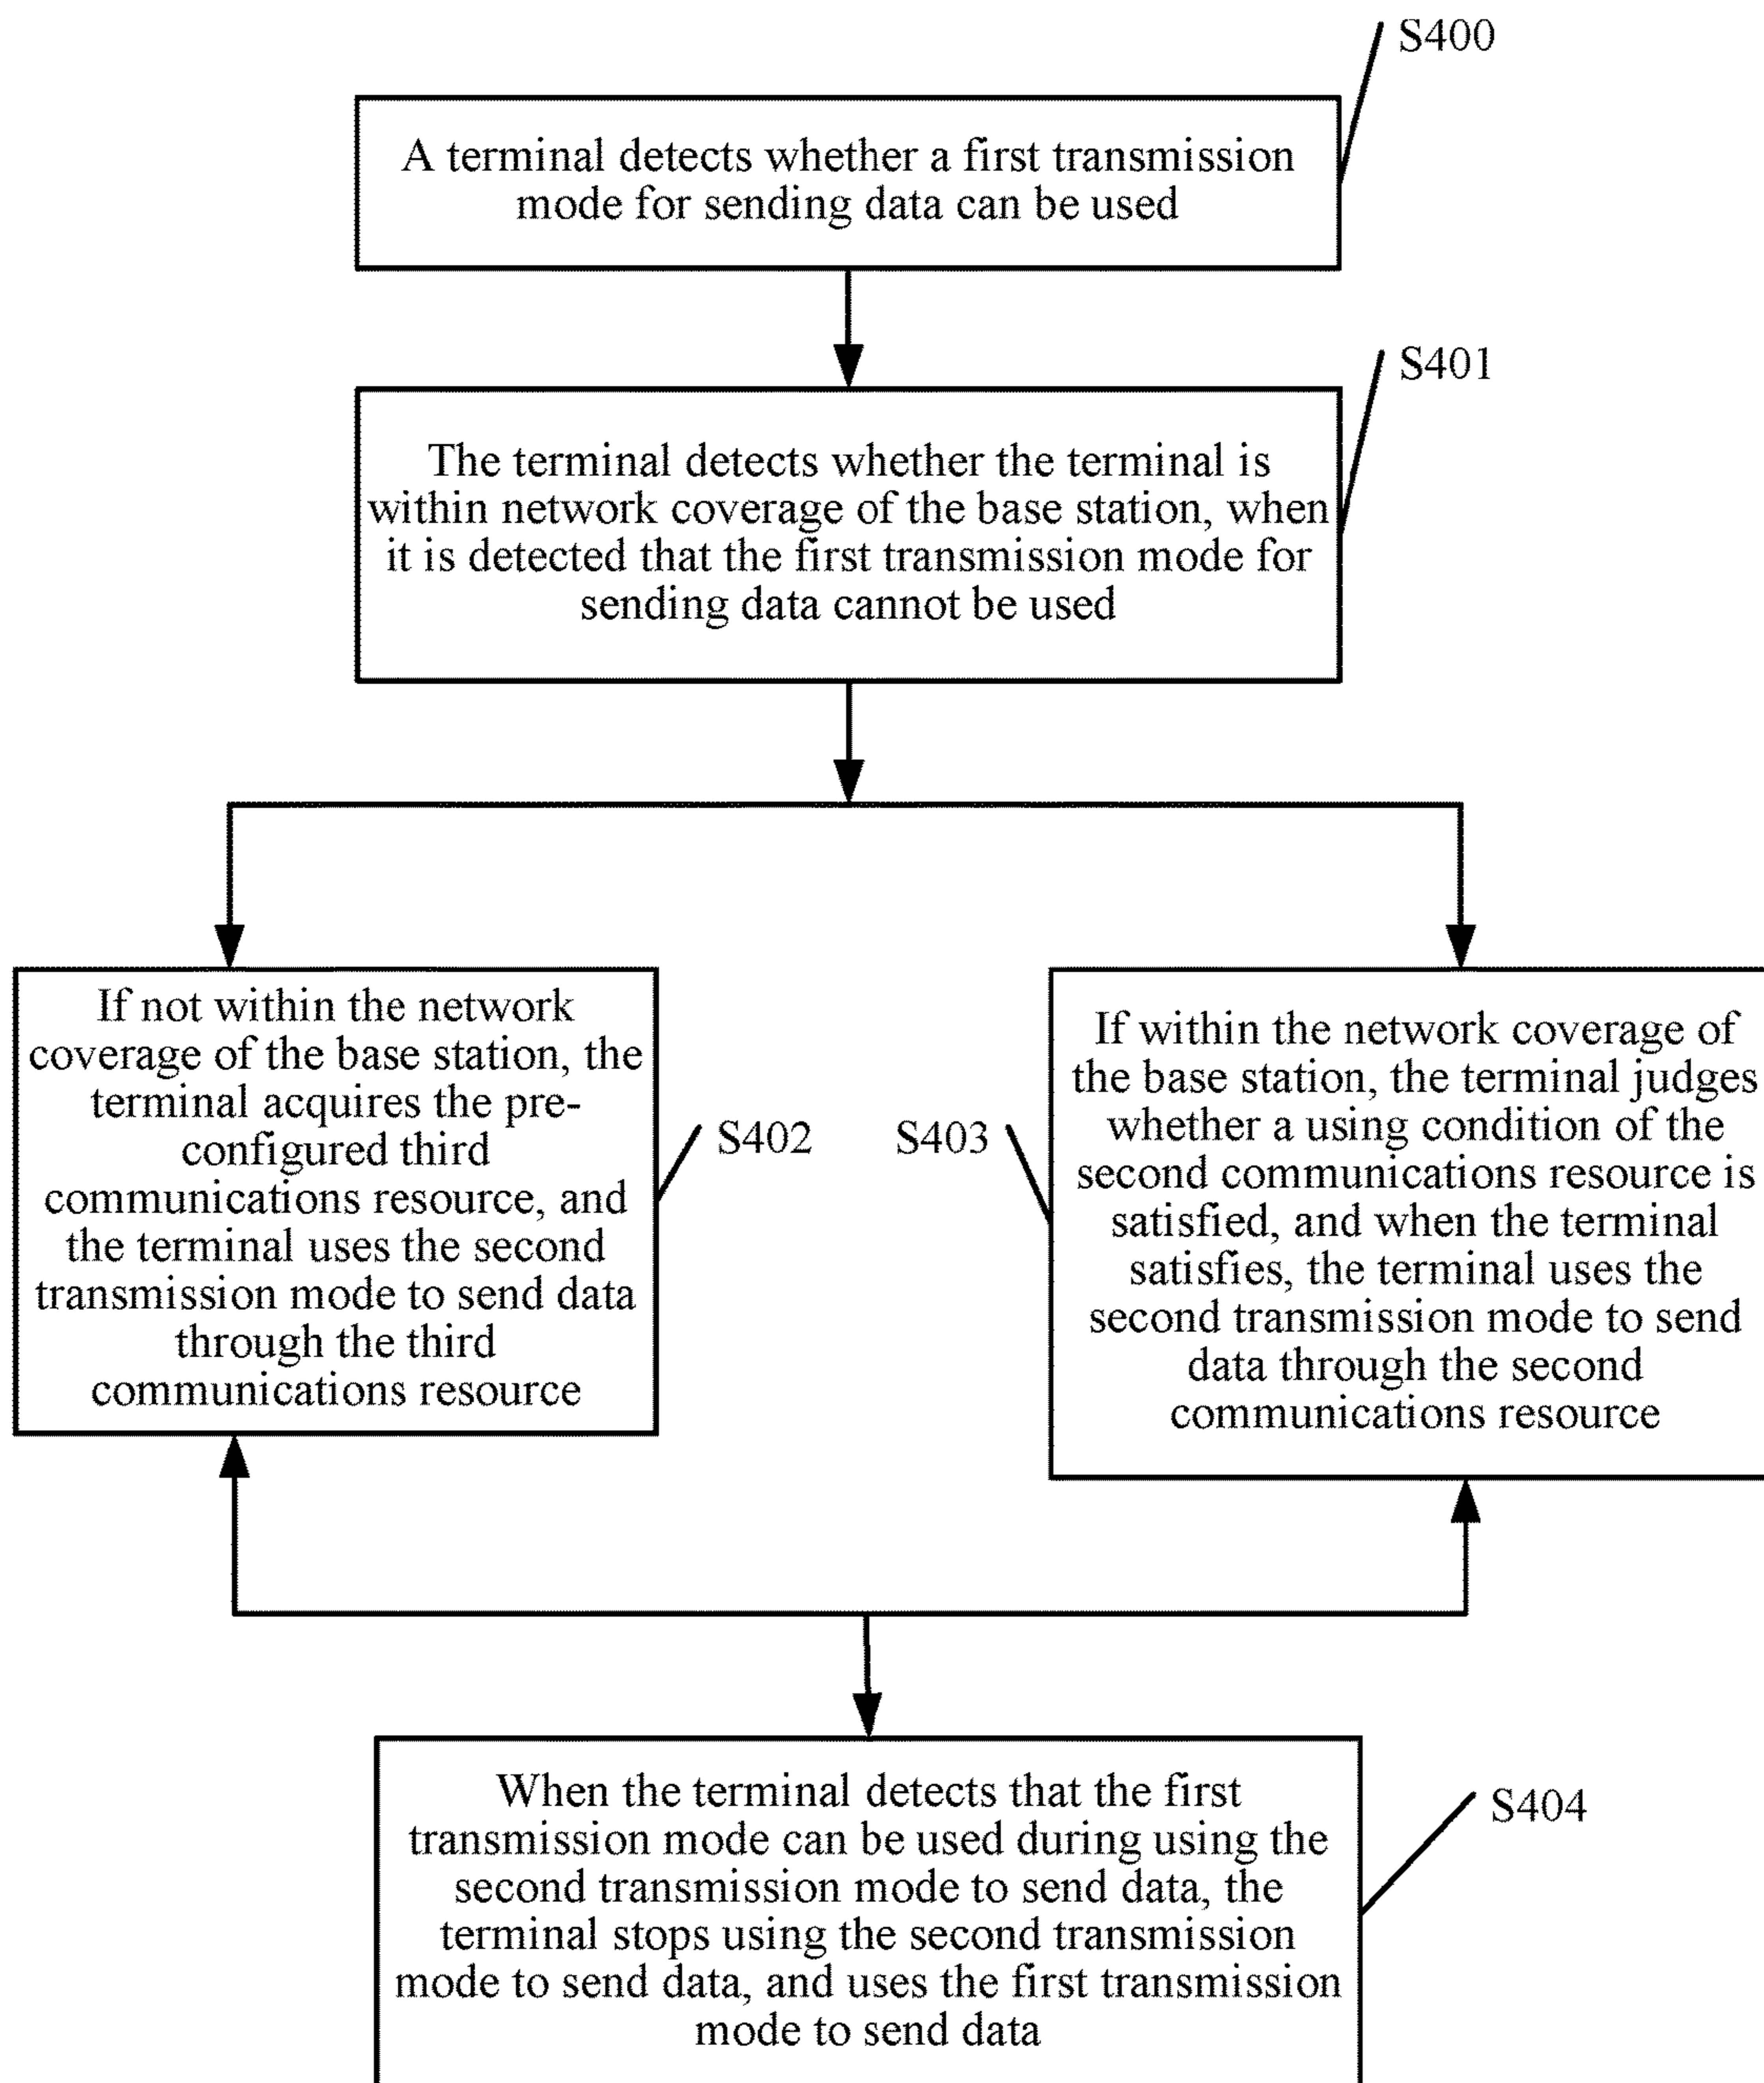 S400
A terminal detects whether a first transmission
mode for sending data can be used
S401
The terminal detects whether the terminal is
within network coverage of the base station, when
it is detected that the first transmission mode for
sending data cannot be used
If not within the network
coverage of the base station, the
terminal acquires the pre-
configured third
communications resource, and
the terminal uses the second
transmission mode to send data
through the third
communications resource
S402
S403
If within the network coverage of
the base station, the terminal judges
whether a using condition of the
second communications resource is
satisfied, and when the terminal
satisfies, the terminal uses the
second transmission mode to send
data through the second
communications resource
When the terminal detects that the first
transmission mode can be used during using the
second transmission mode to send data, the
terminal stops using the second transmission
mode to send data, and uses the first transmission
mode to send data
S404